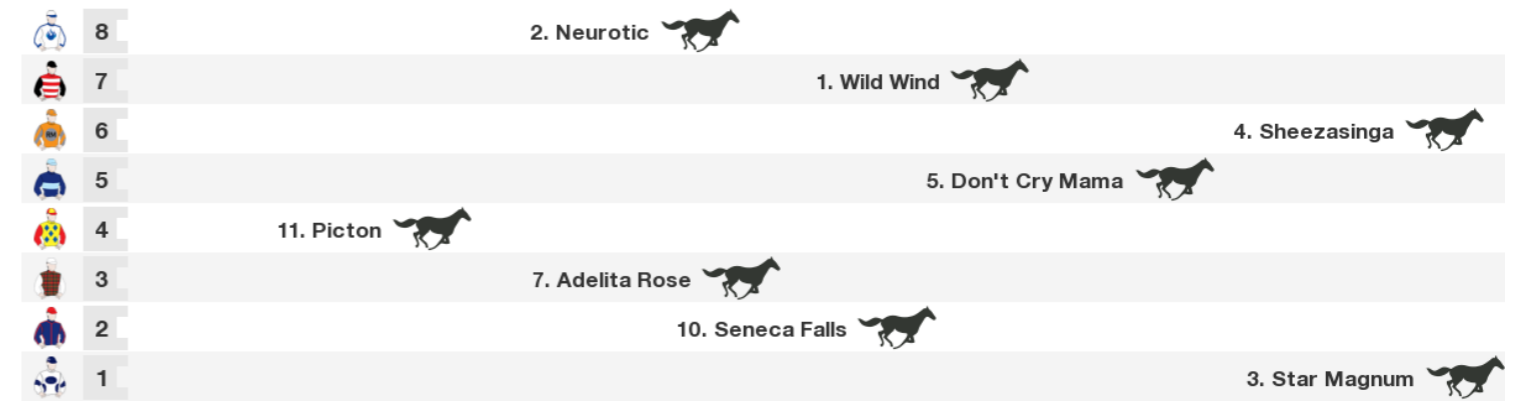 8 2. Neurotic
7 1. Wild Wind
6 4. Sheezasinga
5 5. Don't Cry Mama
4 11. Picton
3 7. Adelita Rose
2 10. Seneca Falls
1 3. Star Magnum